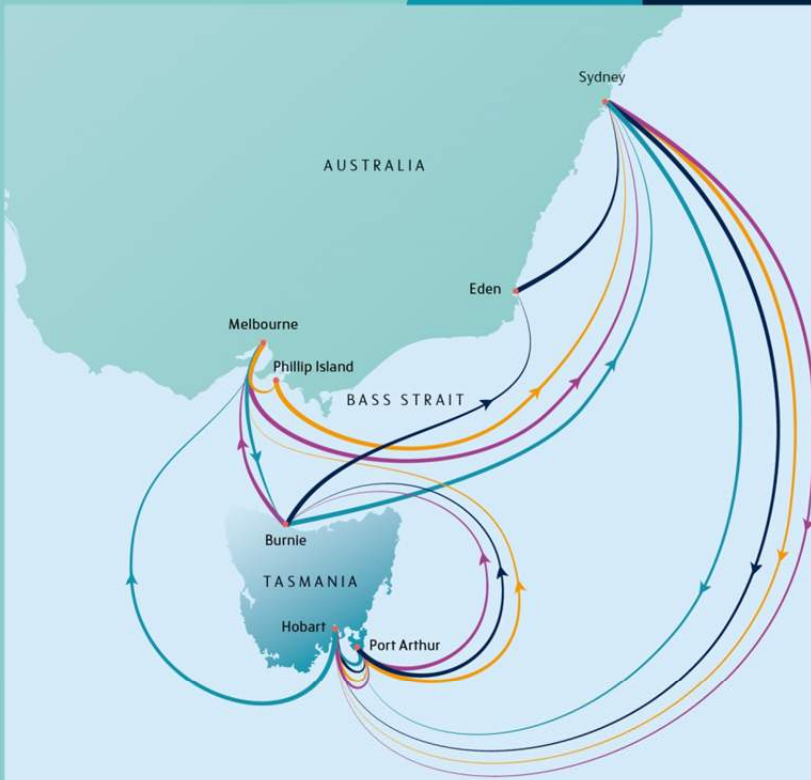 Sydney
AUSTRALIA
Eden
Melbourne
Phillip Island
BASS STRAIT
Burnie
TASMANIA
Hobart
Port Arthur